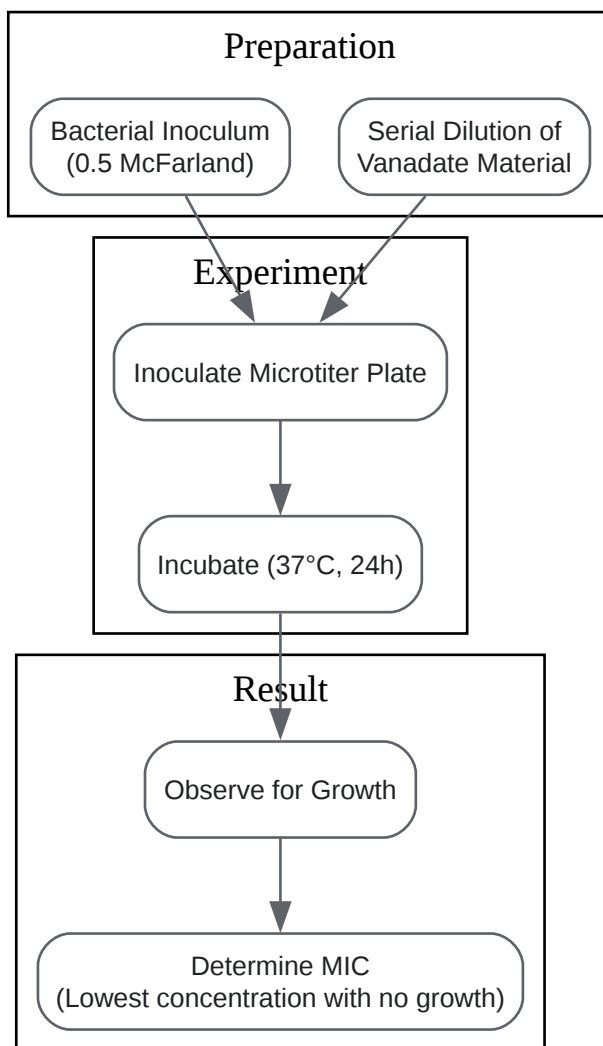 Preparation
Bacterial Inoculum
(0.5 McFarland)
Serial Dilution of
Vanadate Material
Experiment
Inoculate Microtiter Plate
Incubate (37°C, 24h)
Result
Observe for Growth
Determine MIC
(Lowest concentration with no growth)